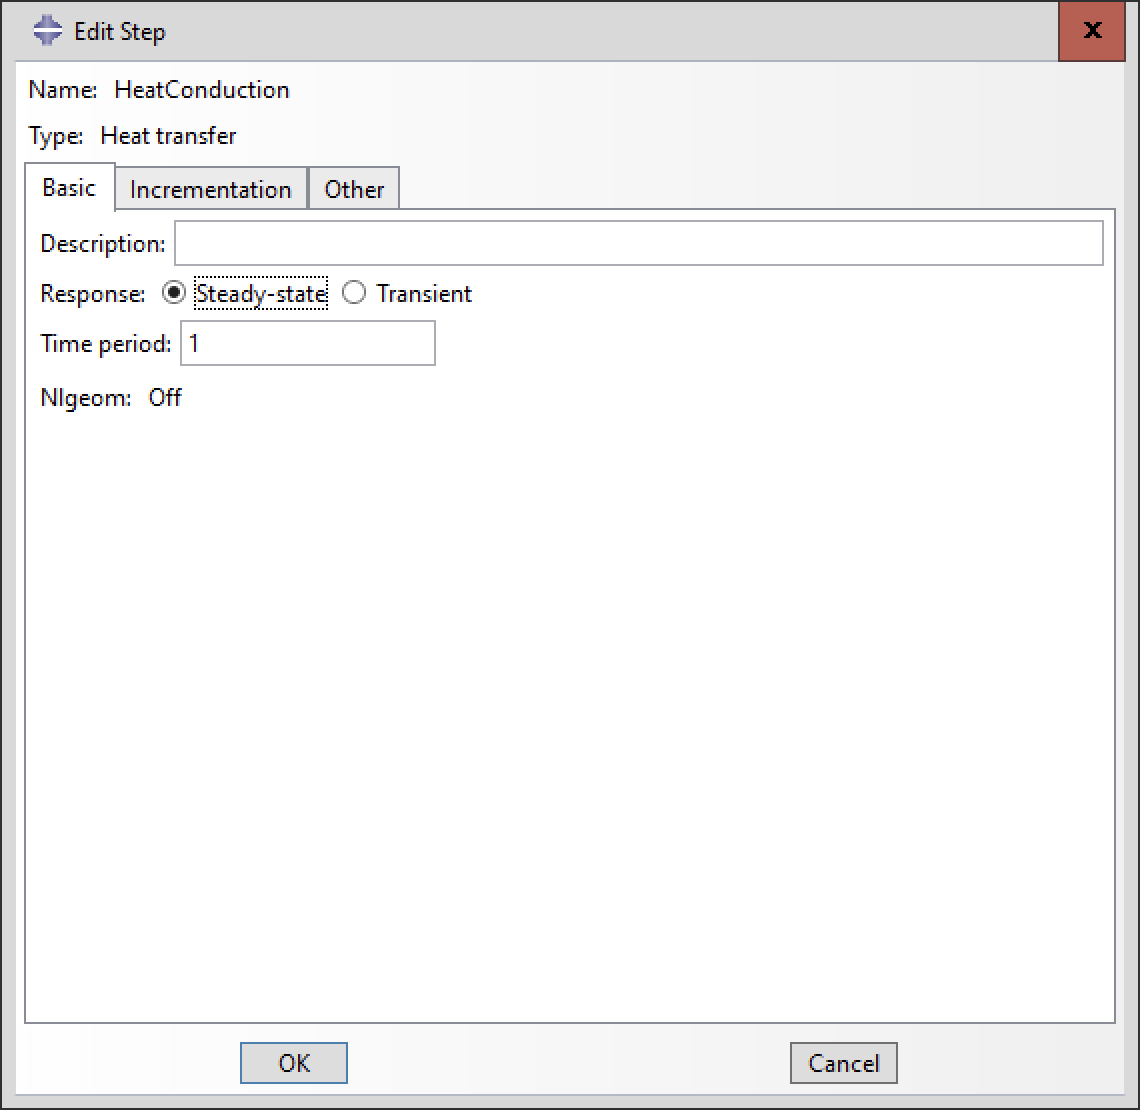 Edit Step
x
Name: HeatConduction
Type: Heat transfer
Basic Incrementation Other
Description:
Response: Steady-state Transient
Time period: 1
Nlgeom: Off
OK Cancel